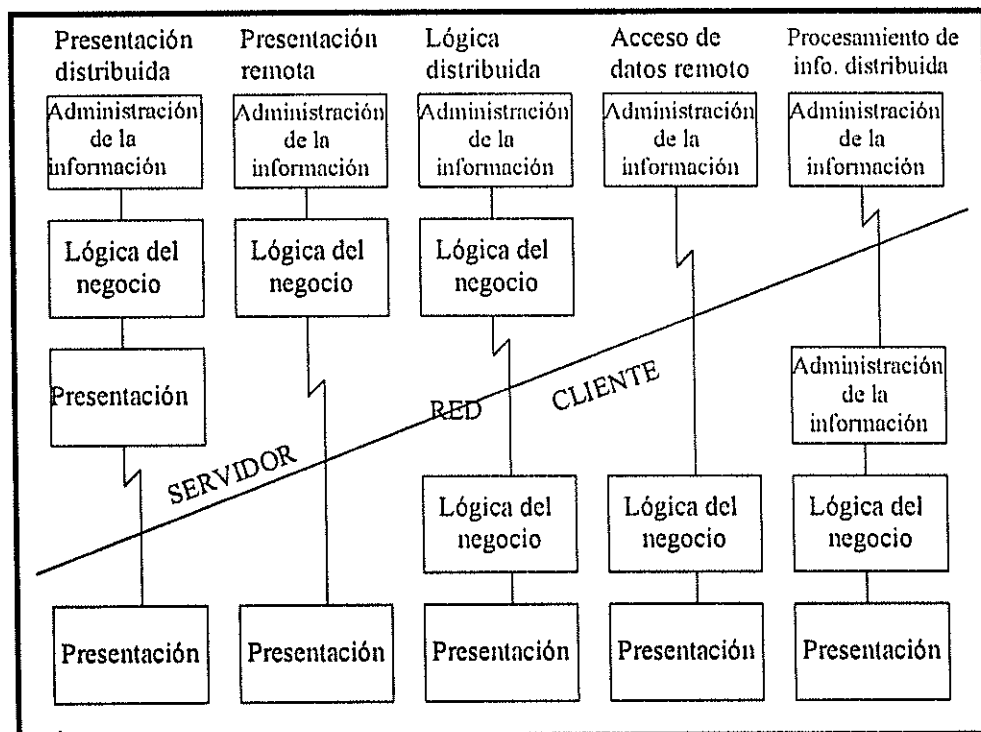 Presentación
distribuida
Presentación
remota
Lógica
distribuida
Acceso de
datos remoto
Procesamiento de
info. distribuida
Administración
de la
información
Administración
de la
información
Administración
de la
información
Administración
de la
información
Administración
de la
información
Lógica del
negocio
Lógica del
negocio
Lógica del
negocio
Presentación
Administración
de la
información
SERVIDOR
RED
CLIENTE
Lógica del
negocio
Lógica del
negocio
Lógica del
negocio
Presentación
Presentación
Presentación
Presentación
Presentación